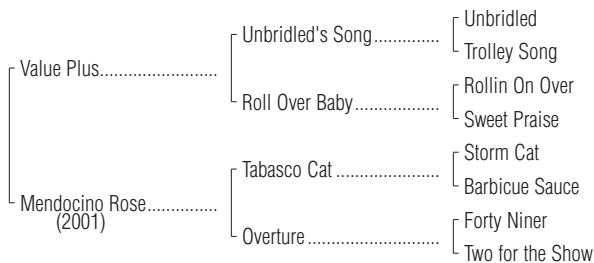 Unbridled
Unbridled's Song..............
Trolley Song
Value Plus........................
Rollin On Over
Roll Over Baby ..................
Sweet Praise
Storm Cat
Tabasco Cat ......................
Barbicue Sauce
Mendocino Rose................
(2001)
Forty Niner
Overture ............................
Two for the Show